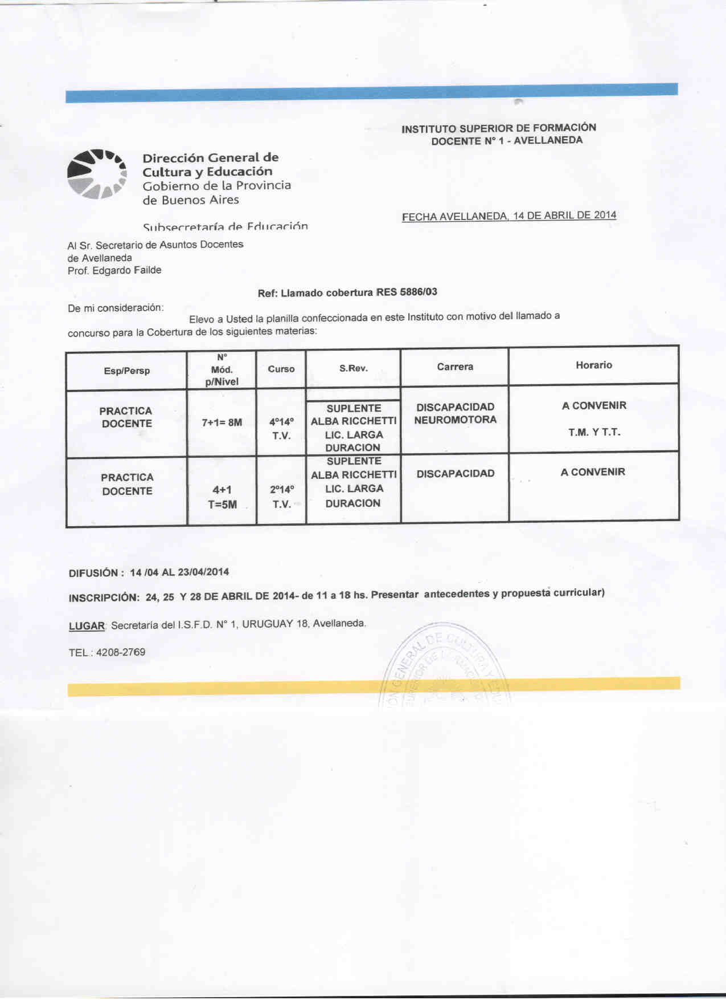 INSTITUTO SUPERIOR DE FORMACIÓN
DOCENTE N° 1 - AVELLANEDA
Dirección General de
Cultura y Educación
Gobierno de la Provincia
de Buenos Aires
Subsecretaría de Educación
FECHA AVELLANEDA, 14 DE ABRIL DE 2014
Al Sr. Secretario de Asuntos Docentes
de Avellaneda
Prof. Edgardo Failde
Ref: Llamado cobertura RES 5886/03
De mi consideración:
Elevo a Usted la planilla confeccionada en este Instituto con motivo del llamado a
concurso para la Cobertura de los siguientes materias:
Esp/Persp
N°
Mód.
p/Nivel
Curso
S.Rev.
Carrera
Horario
PRACTICA
DOCENTE
7+1= 8M
4º14º
T.V.
SUPLENTE
ALBA RICCHETTI
LIC. LARGA
DURACION
DISCAPACIDAD
NEUROMOTORA
A CONVENIR
T.M. Y T.T.
PRACTICA
DOCENTE
4+1
T=5M
2º14º
T.V.
SUPLENTE
ALBA RICCHETTI
LIC. LARGA
DURACION
DISCAPACIDAD
A CONVENIR
DIFUSIÓN : 14 /04 AL 23/04/2014
INSCRIPCIÓN: 24, 25 Y 28 DE ABRIL DE 2014- de 11 a 18 hs. Presentar antecedentes y propuesta curricular)
LUGAR: Secretaría del I.S.F.D. N° 1, URUGUAY 18, Avellaneda.
TEL : 4208-2769
GENERAL DE CULTURA Y
SUPERIOR DE